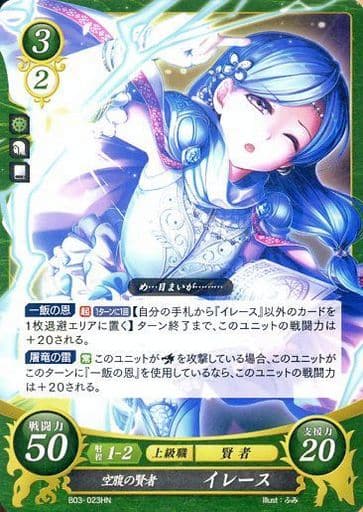 3
2
め…目まいが…………
一飯の恩 起 1ターンに1回 【自分の手札から『イレース』以外のカードを
1枚退避エリアに置く】ターン終了まで、このユニットの戦闘力は
+20される。
屠竜の雷 常 このユニットが を攻撃している場合、このユニットが
このターンに『一飯の恩』を使用しているなら、このユニットの戦闘力
は+20される。
戦闘力
50
射程 1-2 上級職 賢者
支援力
20
空腹の賢者 イレース
B03-023HN Illust:ふみ